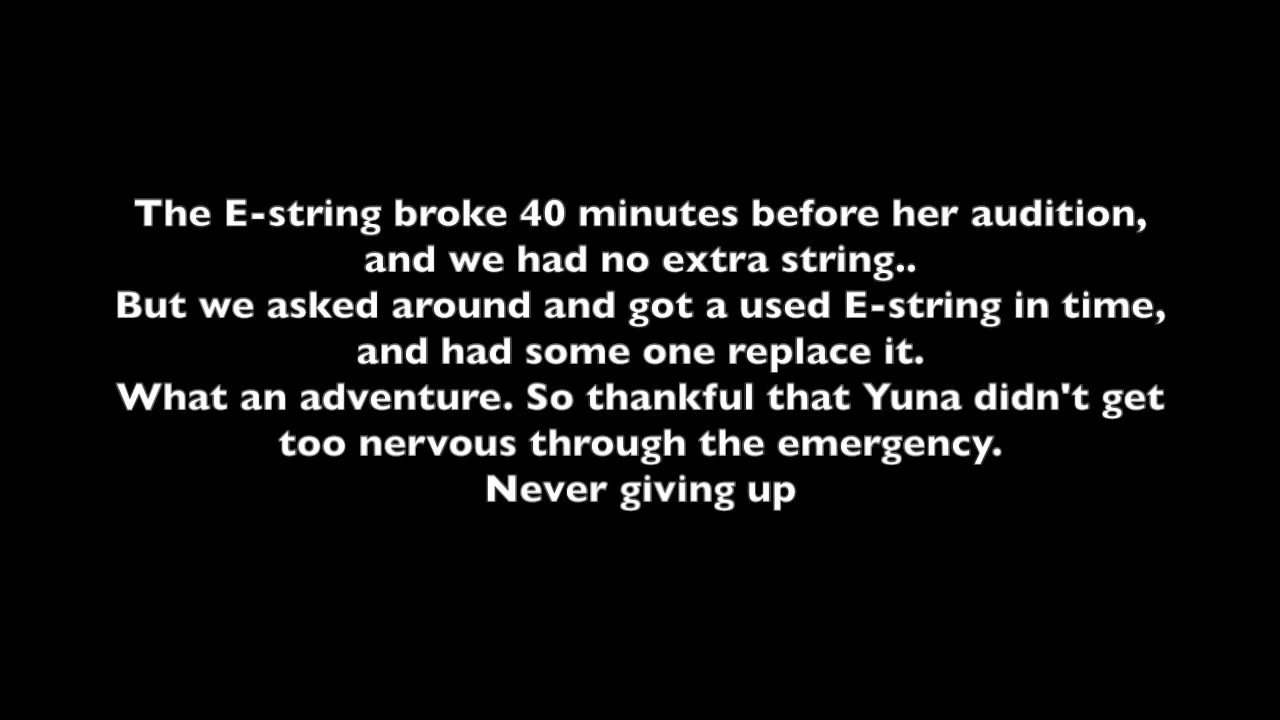 The E-string broke 40 minutes before her audition,
and we had no extra string..
But we asked around and got a used E-string in time,
and had some one replace it.
What an adventure. So thankful that Yuna didn't get
too nervous through the emergency.
Never giving up